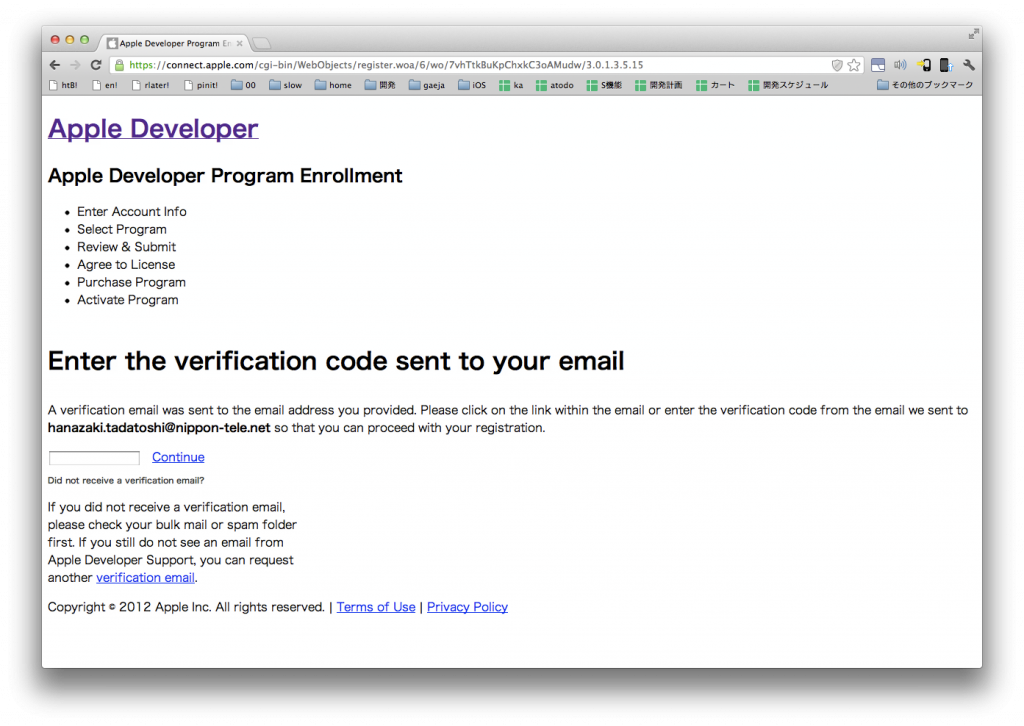 Apple Developer Program En
https://connect.apple.com/cgi-bin/WebObjects/register.woa/6/wo/7vhTtkBuKpChxkC3oAMudw/3.0.1.3.5.15
htB! en! rlater! pinit! 00 slow home 開発 gaeja iOS ka atodo S機能 開発計画 カート 開発スケジュール その他のブックマーク
Apple Developer
Apple Developer Program Enrollment
• Enter Account Info
• Select Program
• Review & Submit
• Agree to License
• Purchase Program
• Activate Program
Enter the verification code sent to your email
A verification email was sent to the email address you provided. Please click on the link within the email or enter the verification code from the email we sent to
hanazaki.tadatoshi@nippon-tele.net so that you can proceed with your registration.
Continue
Did not receive a verification email?
If you did not receive a verification email,
please check your bulk mail or spam folder
first. If you still do not see an email from
Apple Developer Support, you can request
another verification email.
Copyright © 2012 Apple Inc. All rights reserved. | Terms of Use | Privacy Policy